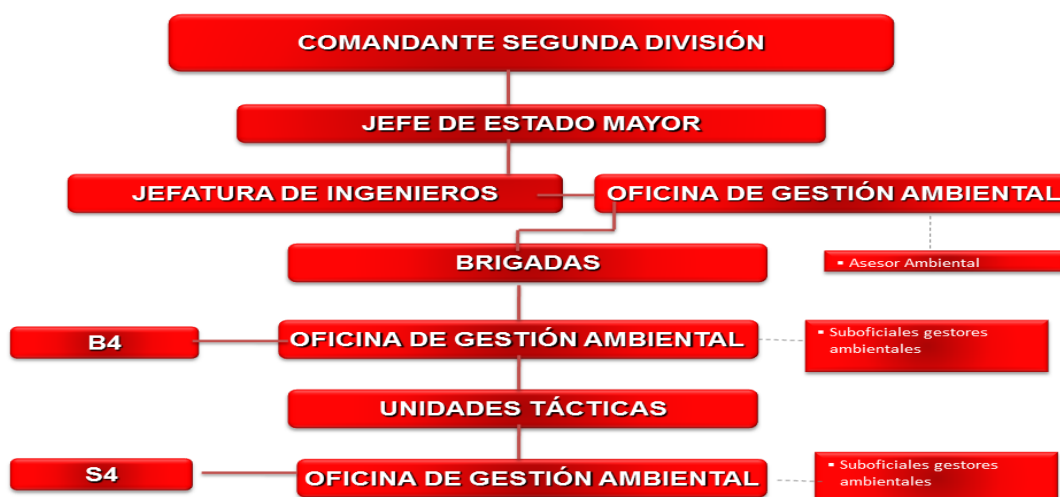 COMANDANTE SEGUNDA DIVISIÓN
JEFE DE ESTADO MAYOR
JEFATURA DE INGENIEROS
OFICINA DE GESTIÓN AMBIENTAL
BRIGADAS
▪ Asesor Ambiental
B4
OFICINA DE GESTIÓN AMBIENTAL
▪ Suboficiales gestores
ambientales
UNIDADES TÁCTICAS
S4
OFICINA DE GESTIÓN AMBIENTAL
▪ Suboficiales gestores
ambientales